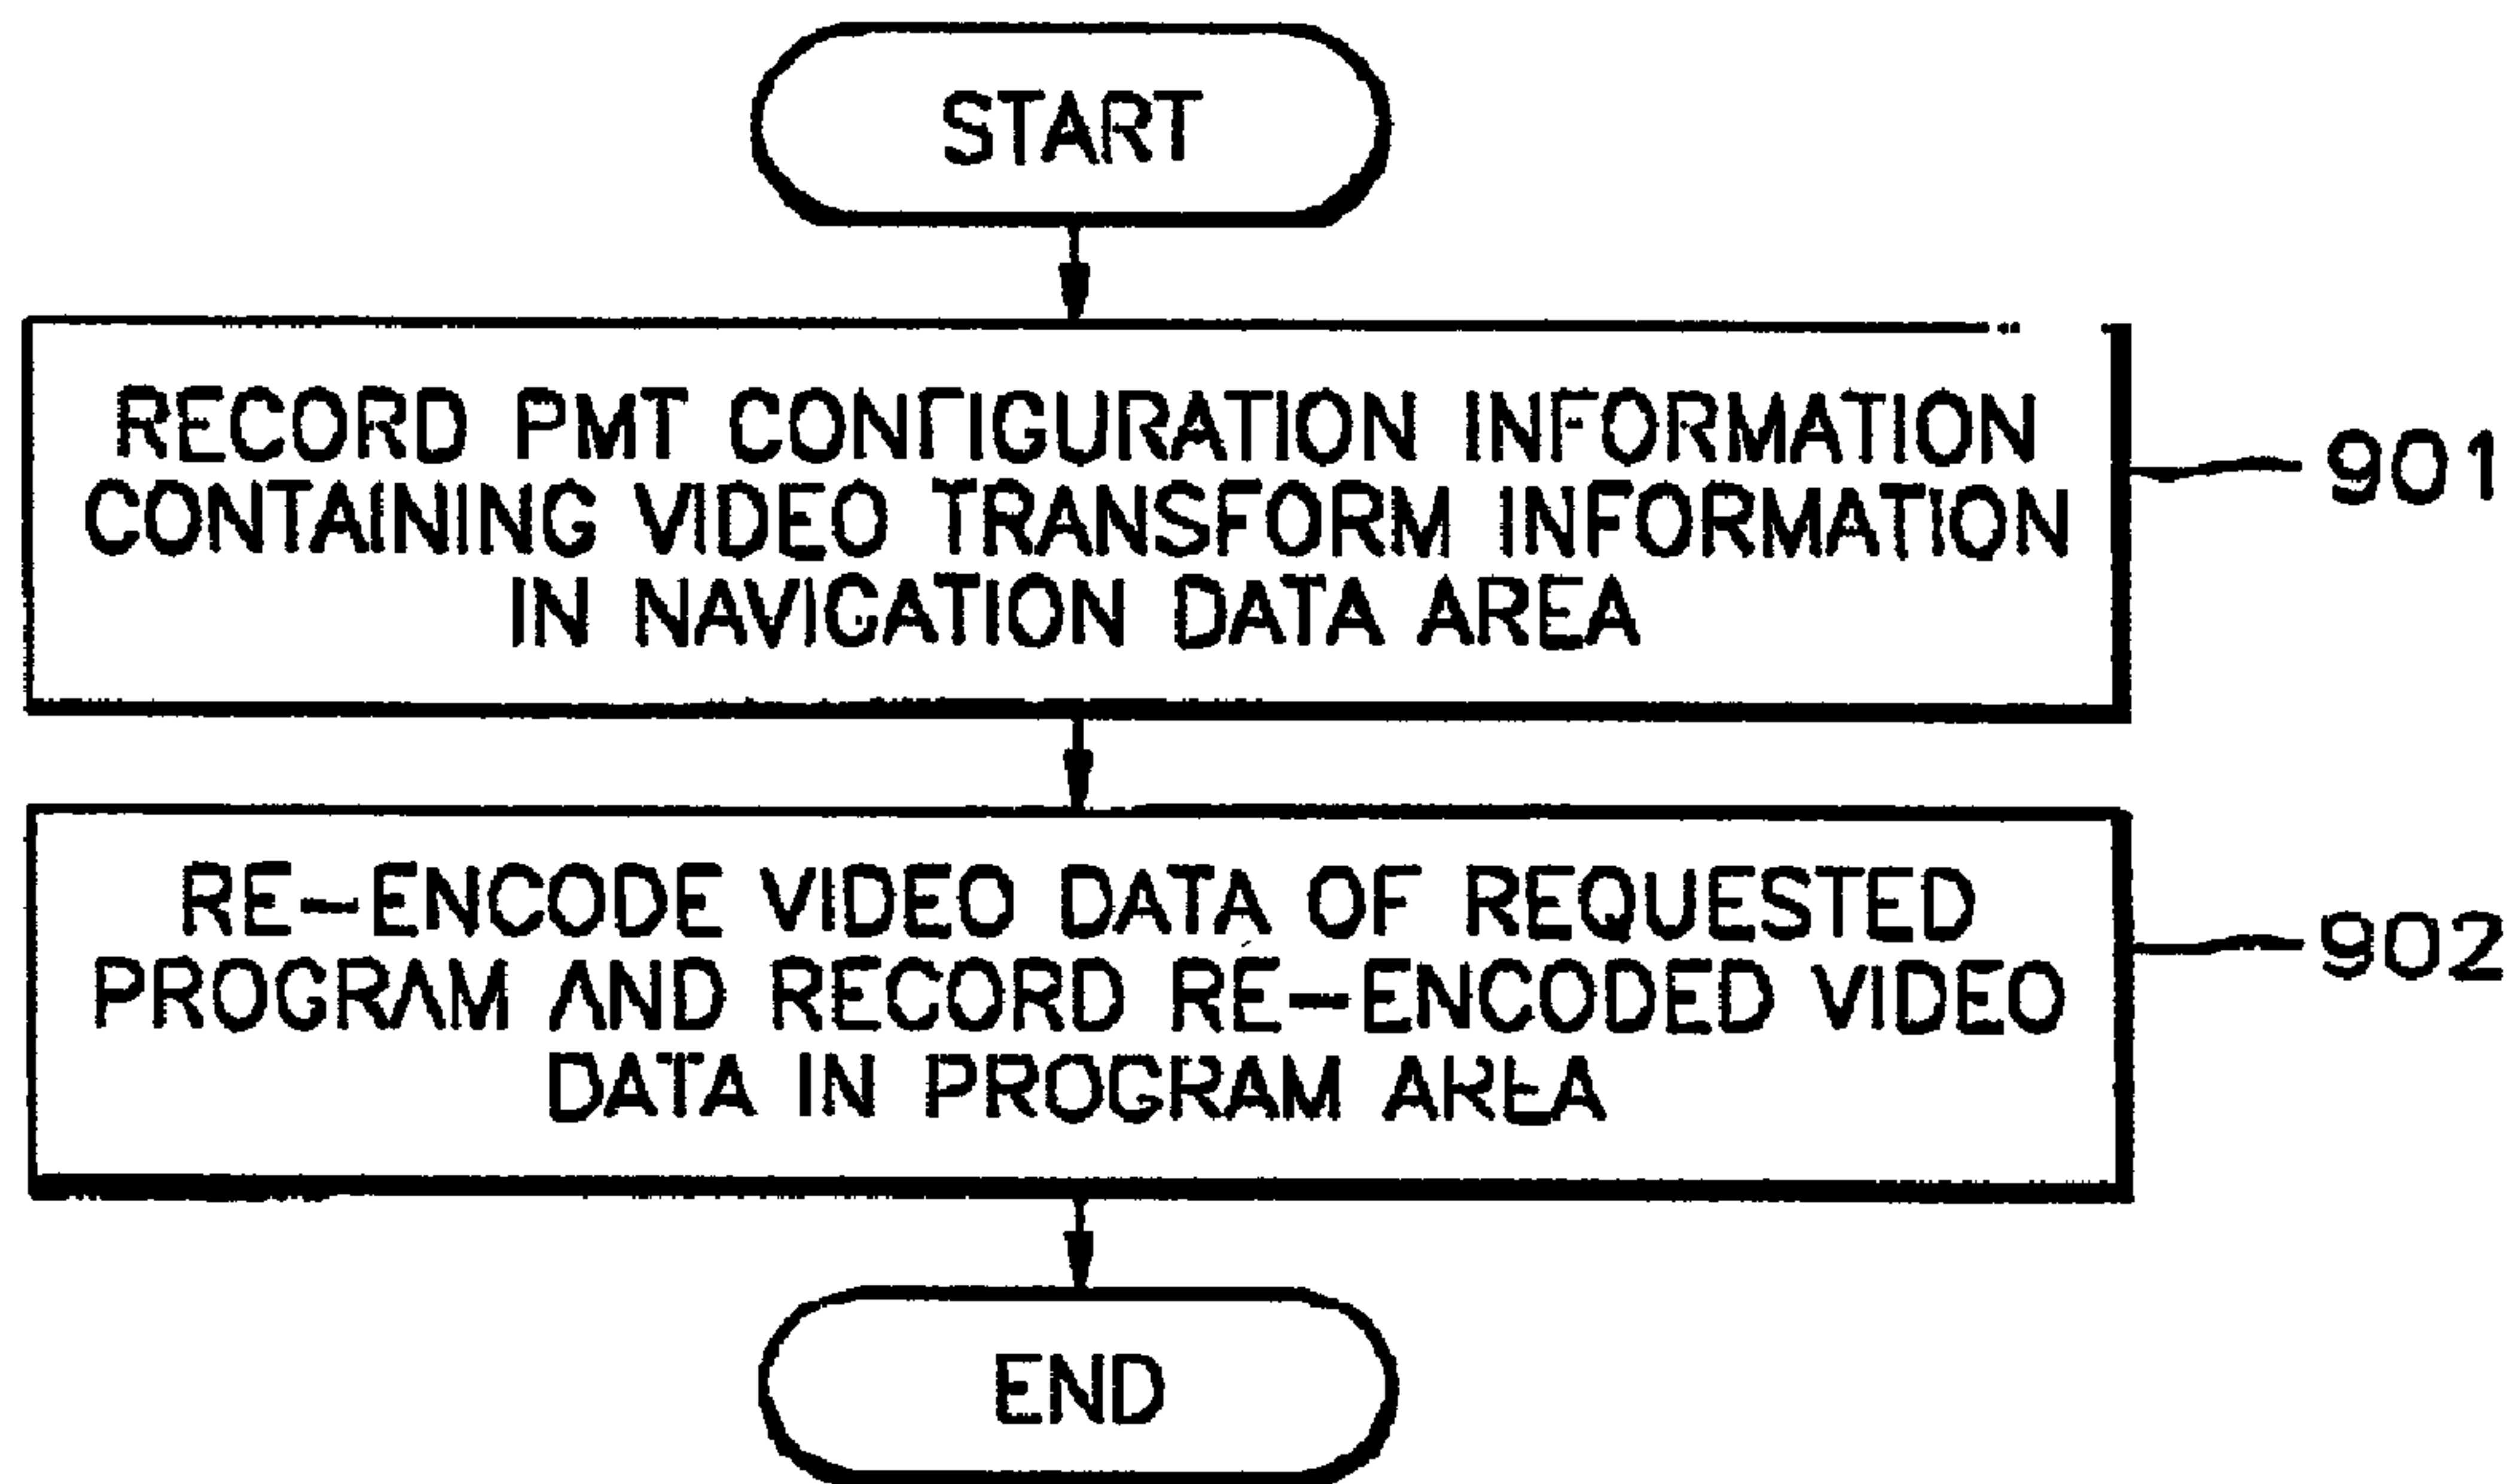 START
RECORD PMT CONFIGURATION INFORMATION
CONTAINING VIDEO TRANSFORM INFORMATION
IN NAVIGATION DATA AREA
901
RE-ENCODE VIDEO DATA OF REQUESTED
PROGRAM AND RECORD RE-ENCODED VIDEO
DATA IN PROGRAM AREA
902
END